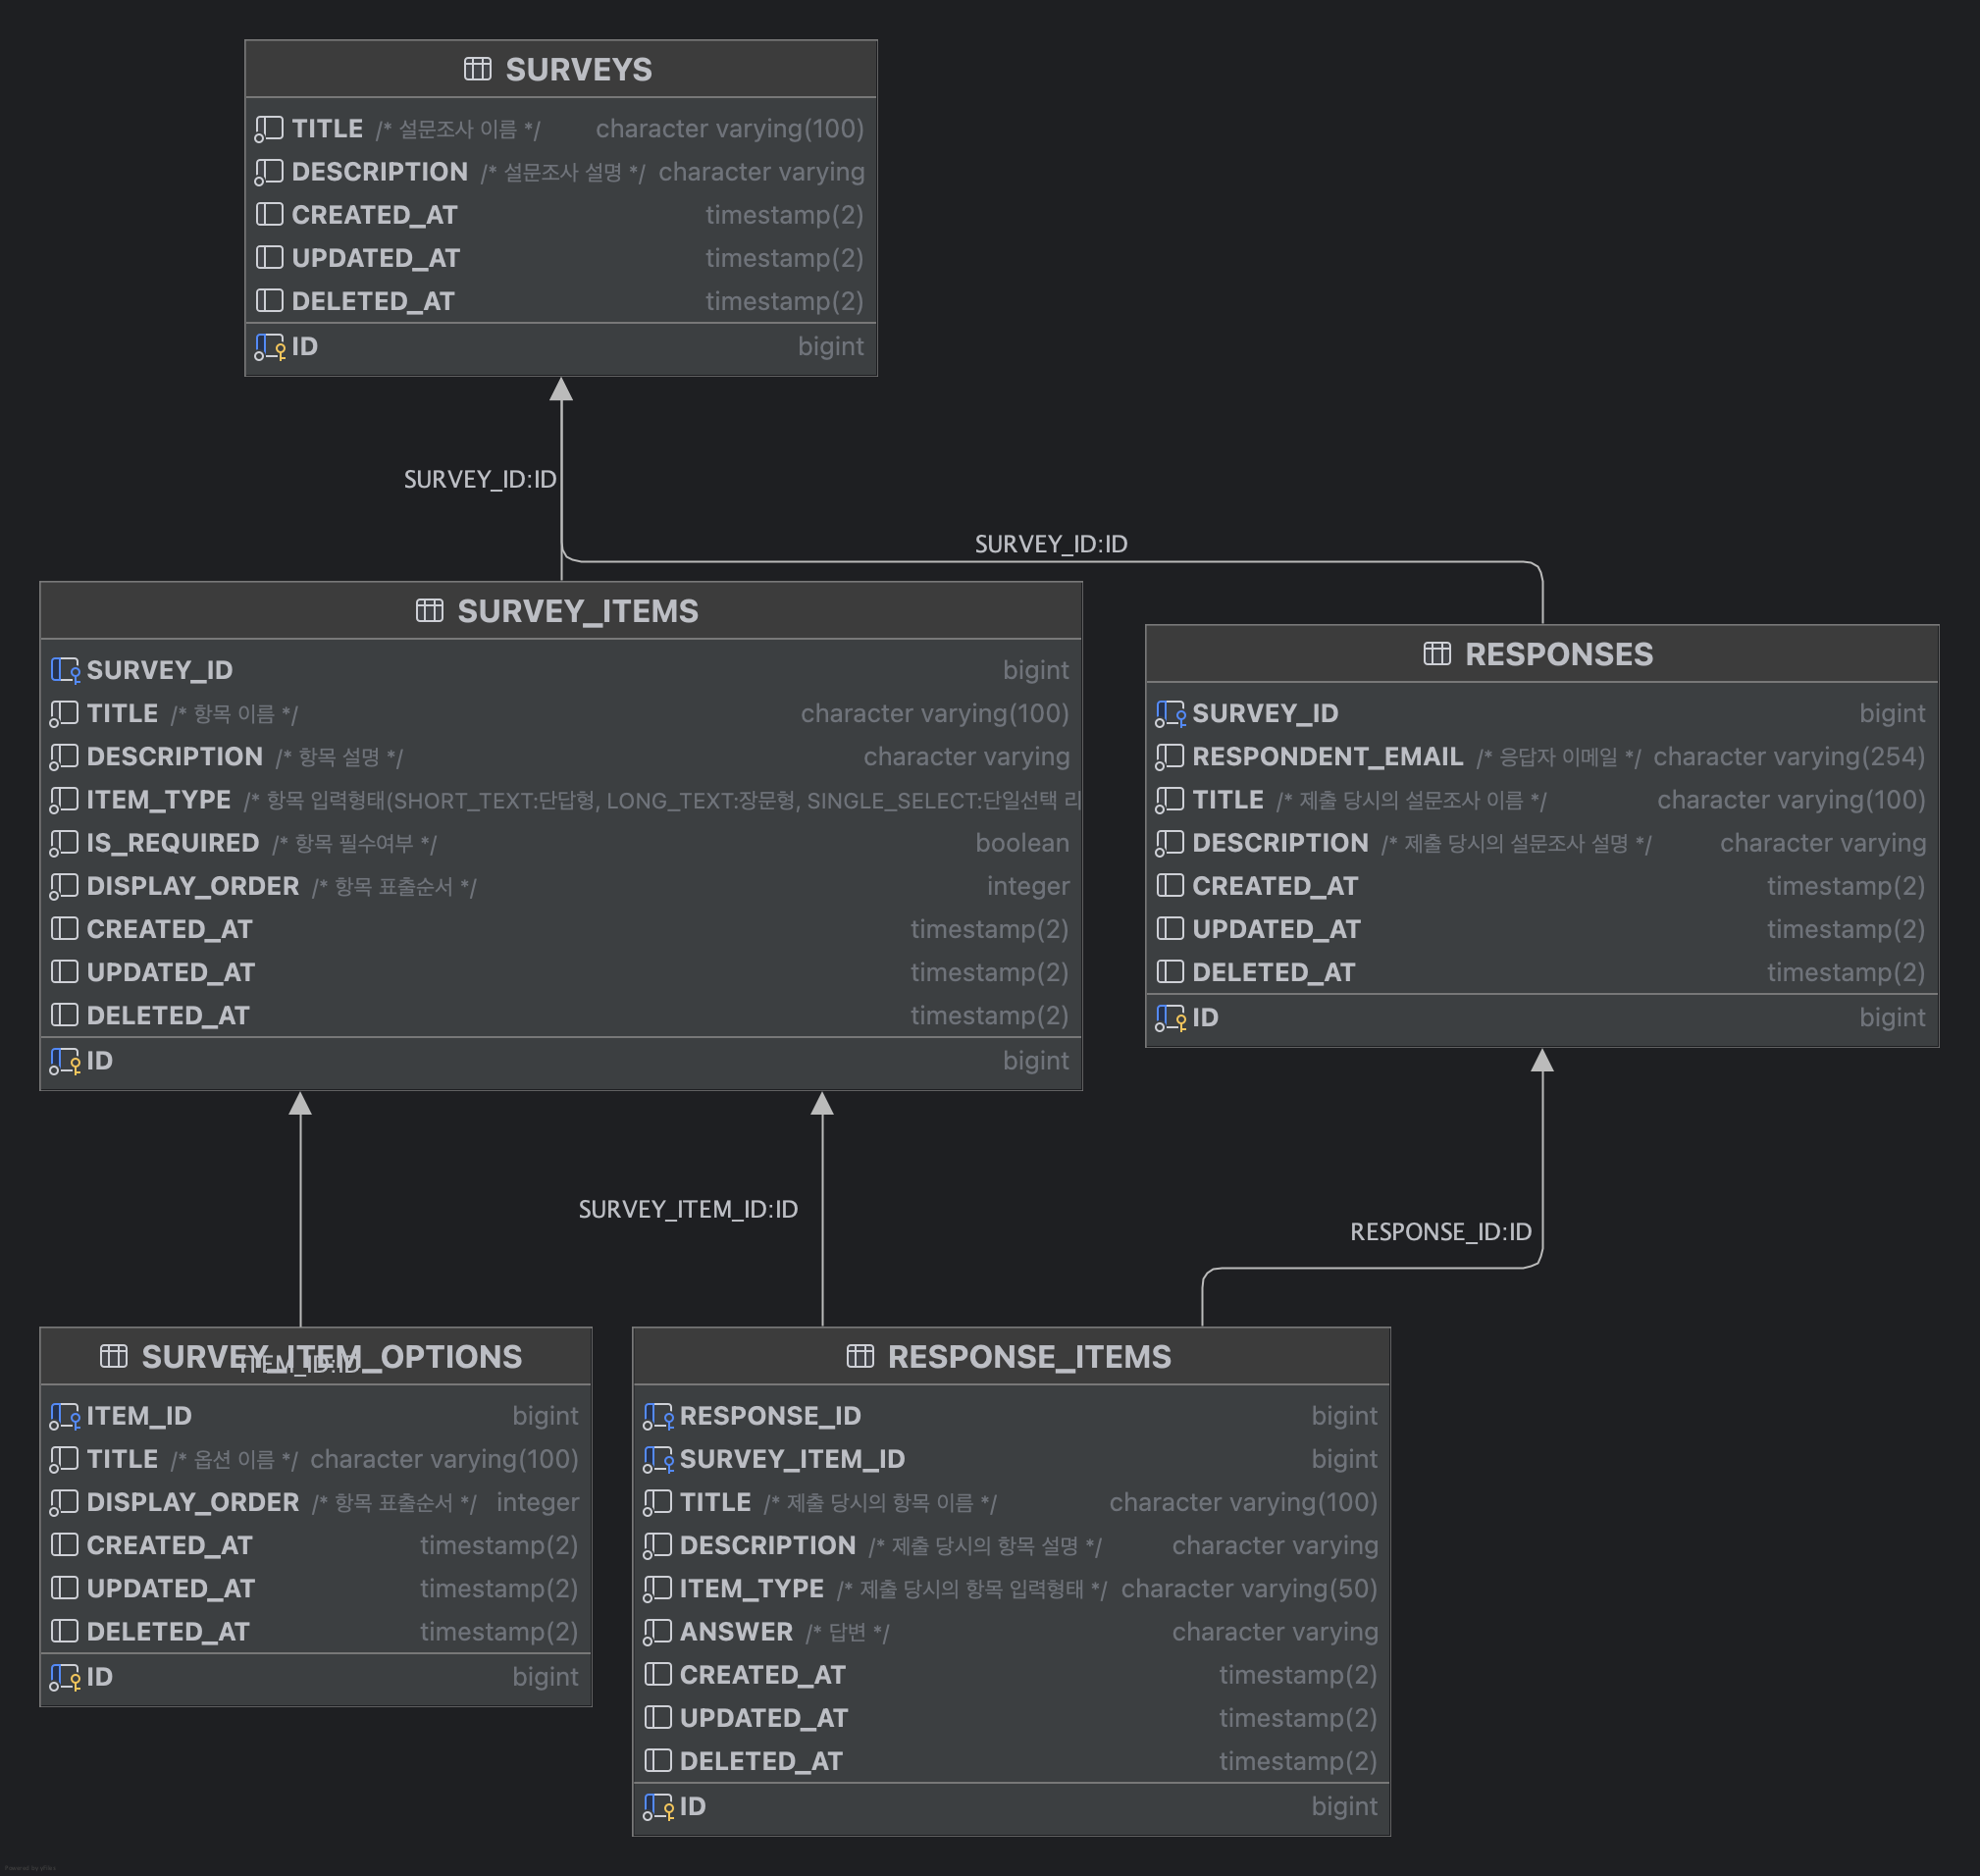 SURVEYS
TITLE /* 설문조사 이름 */ character varying(100)
DESCRIPTION /* 설문조사 설명 */ character varying
CREATED_AT timestamp(2)
UPDATED_AT timestamp(2)
DELETED_AT timestamp(2)
ID bigint
SURVEY_ID:ID
SURVEY_ID:ID
SURVEY_ITEMS
SURVEY_ID bigint
TITLE /* 항목 이름 */ character varying(100)
DESCRIPTION /* 항목 설명 */ character varying
ITEM_TYPE /* 항목 입력형태(SHORT_TEXT:단답형, LONG_TEXT:장문형, SINGLE_SELECT:단일선택 리
IS_REQUIRED /* 항목 필수여부 */ boolean
DISPLAY_ORDER /* 항목 표출순서 */ integer
CREATED_AT timestamp(2)
UPDATED_AT timestamp(2)
DELETED_AT timestamp(2)
ID bigint
RESPONSES
SURVEY_ID bigint
RESPONDENT_EMAIL /* 응답자 이메일 */ character varying(254)
TITLE /* 제출 당시의 설문조사 이름 */ character varying(100)
DESCRIPTION /* 제출 당시의 설문조사 설명 */ character varying
CREATED_AT timestamp(2)
UPDATED_AT timestamp(2)
DELETED_AT timestamp(2)
ID bigint
SURVEY_ITEM_ID:ID
RESPONSE_ID:ID
SURVEY_ITEM_OPTIONS
ITEM_ID:ID
ITEM_ID bigint
TITLE /* 옵션 이름 */ character varying(100)
DISPLAY_ORDER /* 항목 표출순서 */ integer
CREATED_AT timestamp(2)
UPDATED_AT timestamp(2)
DELETED_AT timestamp(2)
ID bigint
RESPONSE_ITEMS
RESPONSE_ID bigint
SURVEY_ITEM_ID bigint
TITLE /* 제출 당시의 항목 이름 */ character varying(100)
DESCRIPTION /* 제출 당시의 항목 설명 */ character varying
ITEM_TYPE /* 제출 당시의 항목 입력형태 */ character varying(50)
ANSWER /* 답변 */ character varying
CREATED_AT timestamp(2)
UPDATED_AT timestamp(2)
DELETED_AT timestamp(2)
ID bigint
Powered by yFiles